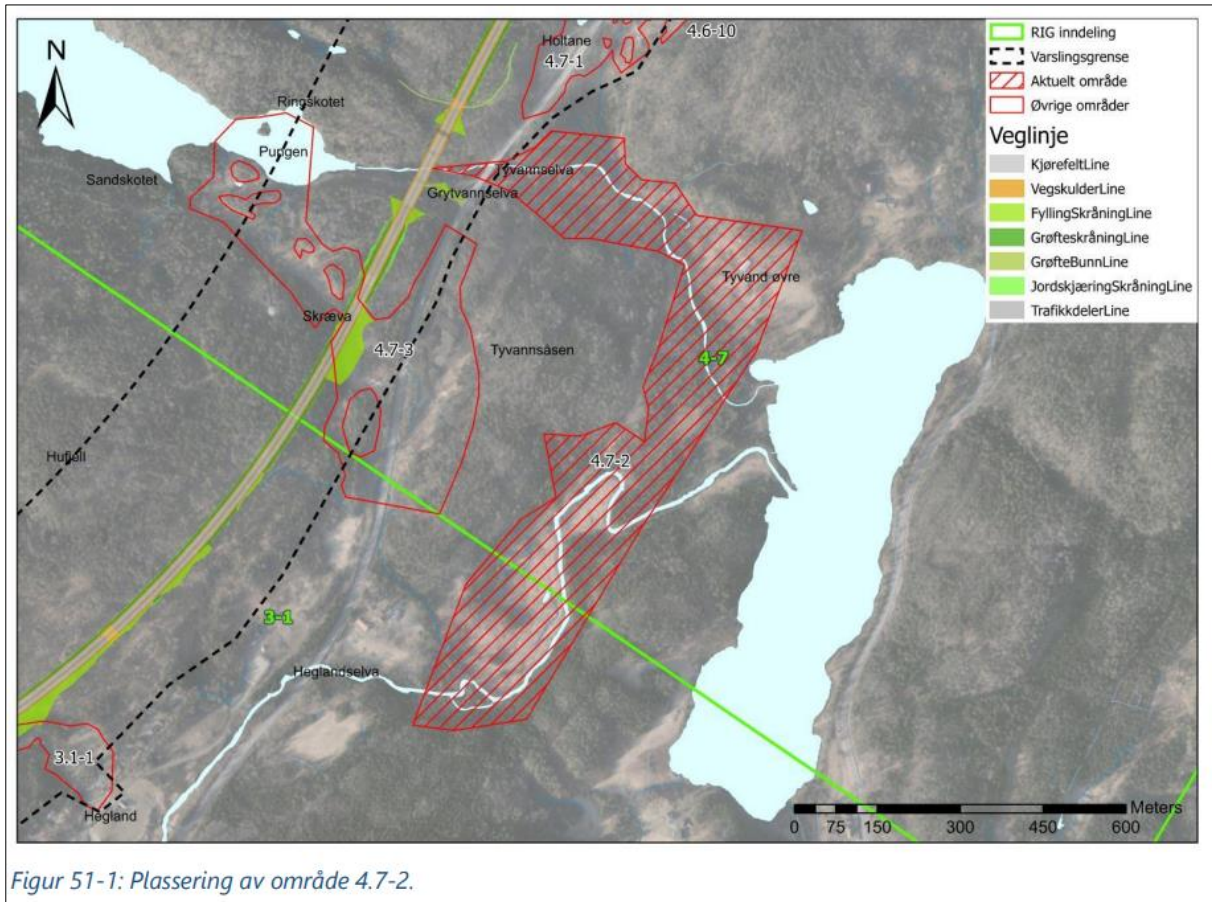 N
Holtane
4.7-1
4.6-10
Ringskotet
Pungen
Sandskotet
Tyvannselva
Grytvannselva
Tyvand øvre
Skræva
4.7-3
Tyvannsåsen
4-7
Hufjell
4.7-2
3-1
Heglandselva
3.1-1
Hegland
RIG inndeling
Varslingsgrense
Aktuelt område
Øvrige områder
Veglinje
KjørefeltLine
VegskulderLine
FyllingSkråningLine
GrøfteskråningLine
GrøfteBunnLine
JordskjæringSkråningLine
TrafikkdelerLine
Meters
0 75 150 300 450 600
Figur 51-1: Plassering av område 4.7-2.